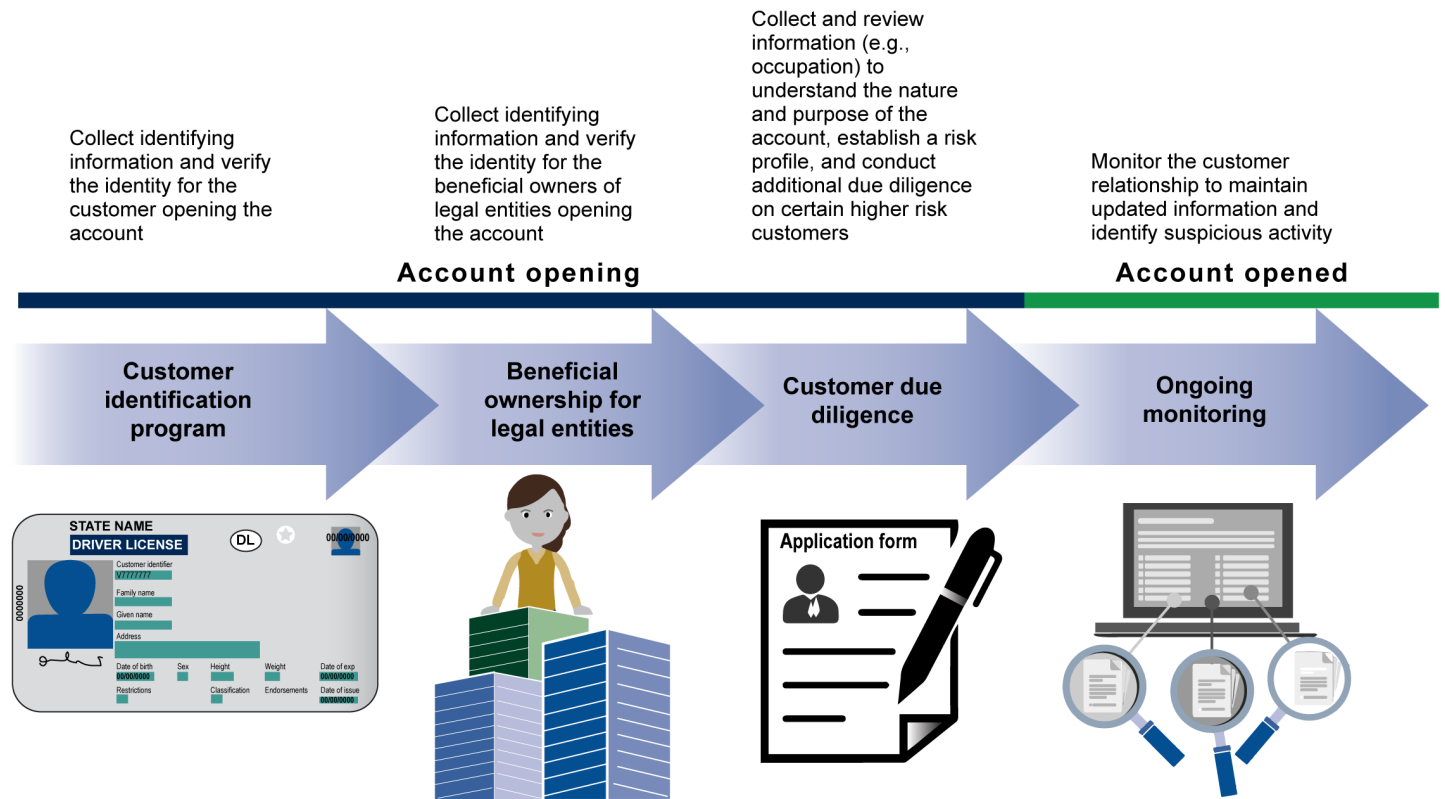 Collect identifying
information and verify
the identity for the
customer opening the
account
Collect identifying
information and verify
the identity for the
beneficial owners of
legal entities opening
the account
Collect and review
information (e.g.,
occupation) to
understand the nature
and purpose of the
account, establish a risk
profile, and conduct
additional due diligence
on certain higher risk
customers
Monitor the customer
relationship to maintain
updated information and
identify suspicious activity
Account opening
Account opened
Customer
identification
program
Beneficial
ownership for
legal entities
Customer due
diligence
Ongoing
monitoring
STATE NAME
DRIVER LICENSE
DL
00/00/0000
0000000
Customer identifier
V7777777
Family name
Given name
Address
Date of birth Sex Height Weight Date of exp
00/00/0000 00/00/0000
Restrictions Classification Endorsements Date of issue
00/00/0000
Application form